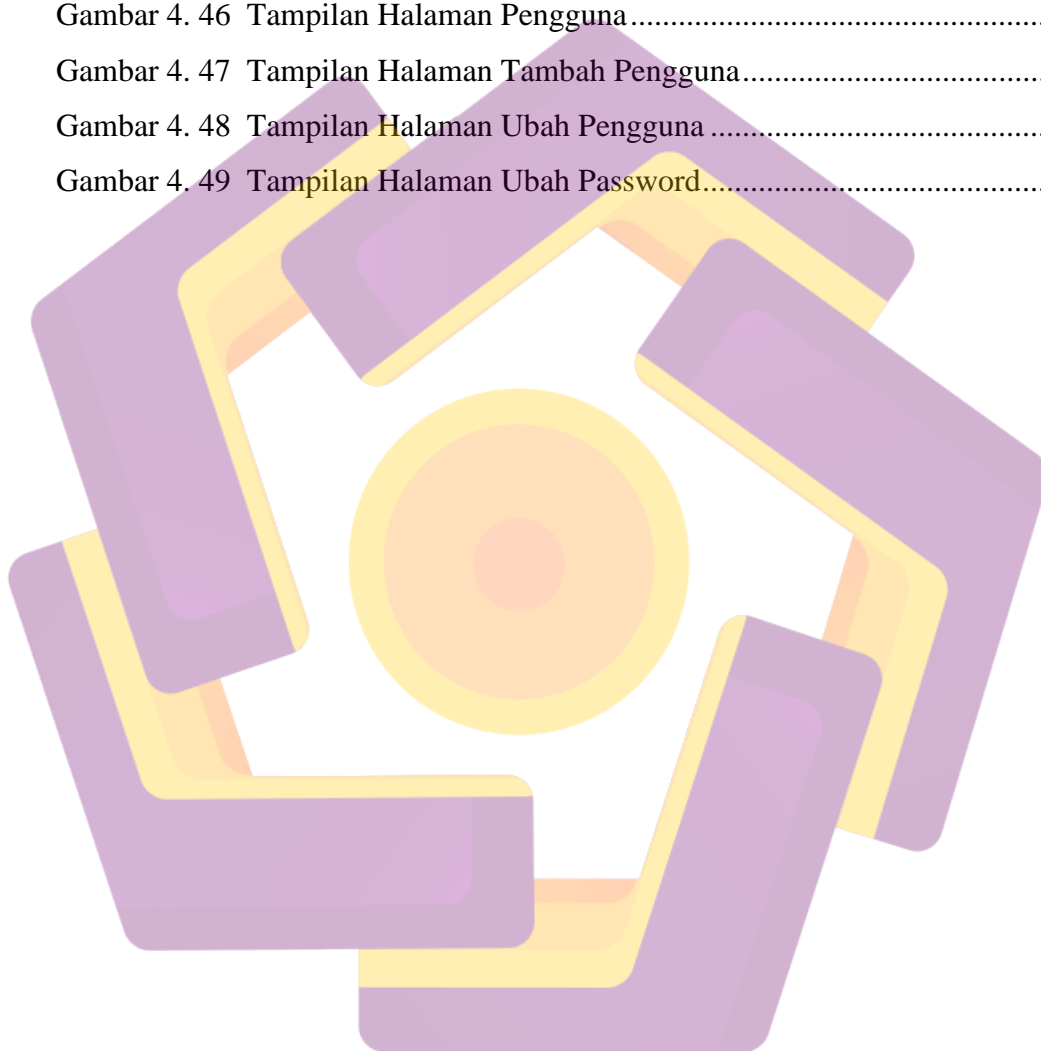 Gambar 4. 46 Tampilan Halaman Pengguna..........................................................
Gambar 4. 47 Tampilan Halaman Tambah Pengguna..........................................
Gambar 4. 48 Tampilan Halaman Ubah Pengguna ..............................................
Gambar 4. 49 Tampilan Halaman Ubah Password...............................................